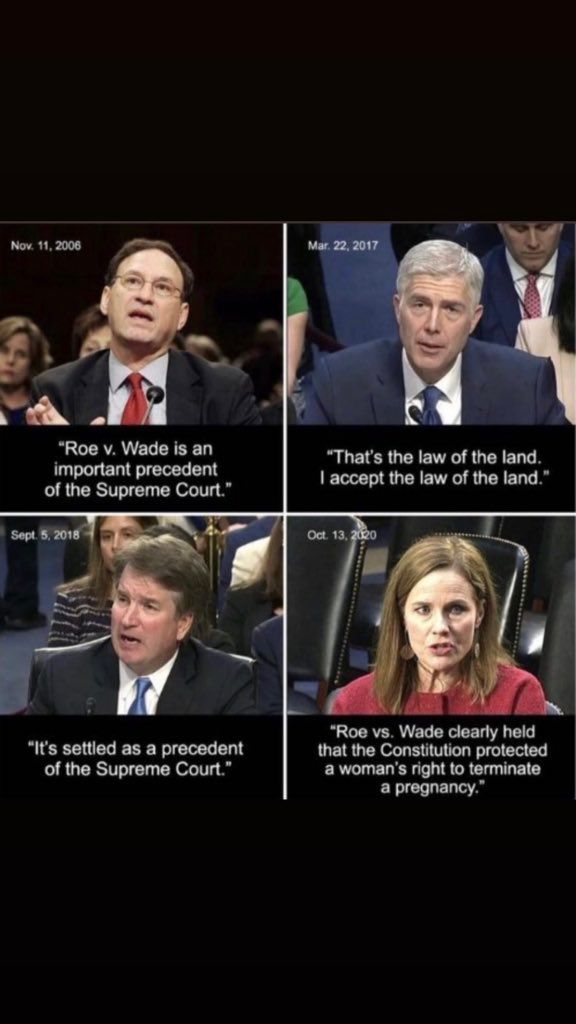 Nov. 11, 2006
"Roe v. Wade is an
important precedent
of the Supreme Court."
Mar. 22, 2017
"That's the law of the land.
I accept the law of the land."
Sept. 5, 2018
"It's settled as a precedent
of the Supreme Court."
Oct. 13, 2020
"Roe vs. Wade clearly held
that the Constitution protected
a woman's right to terminate
a pregnancy."